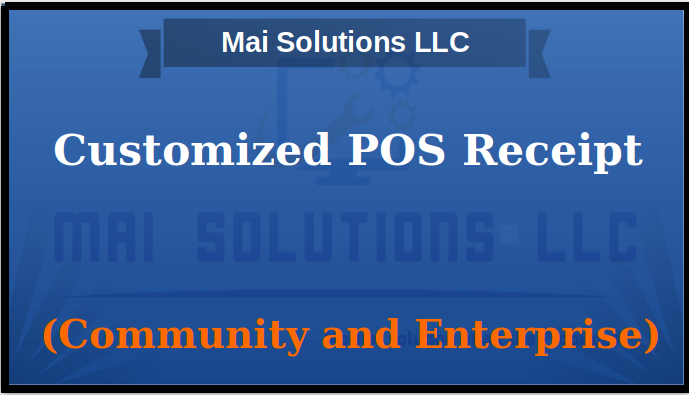 Mai Solutions LLC
Customized POS Receipt
MAI SOLUTIONS LLC
(Community and Enterprise)